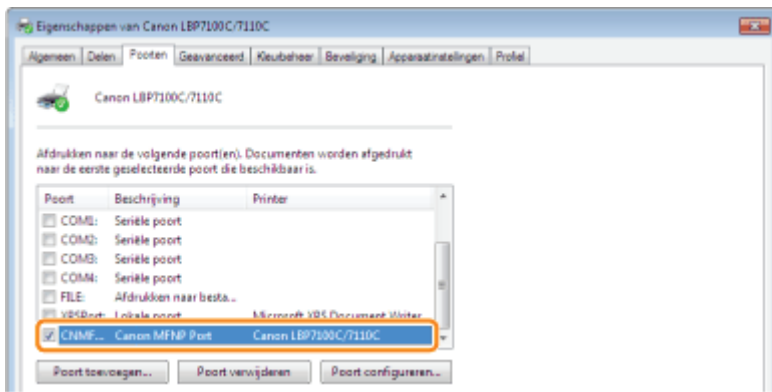 Eigenschappen van Canon LBP7100C/7110C
Algemeen Delen Poorten Geavanceerd Kleurbeheer Beveiliging Apparaatinstellingen Profiel
Canon LBP7100C/7110C
Afdrukken naar de volgende poort(en). Documenten worden afgedrukt
naar de eerste geselecteerde poort die beschikbaar is.
Poort Beschrijving Printer
COM1: Seriële poort
COM2: Seriële poort
COM3: Seriële poort
COM4: Seriële poort
FILE: Afdrukken naar besta...
XPSPort: Lokale poort Microsoft XPS Document Writer
CNMF... Canon MFNP Port Canon LBP7100C/7110C
Poort toevoegen... Poort verwijderen Poort configureren...